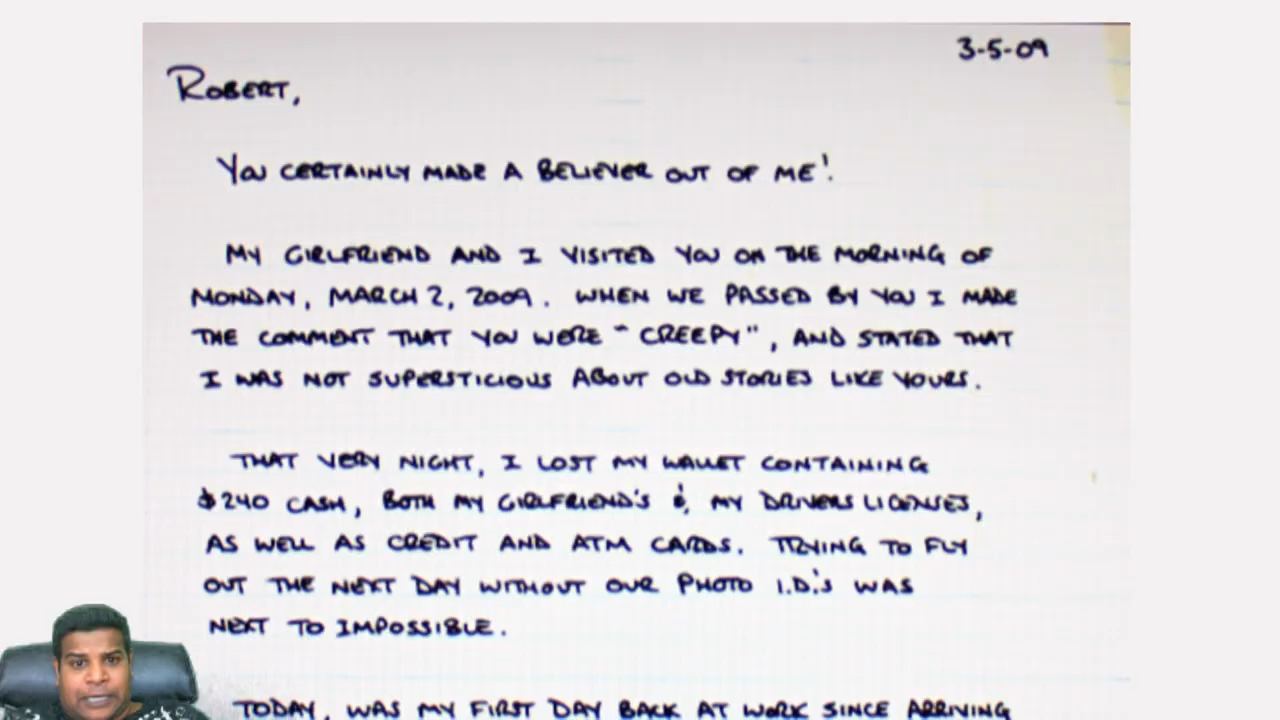 3-5-09
ROBERT,
YOU CERTAINLY MADE A BELIEVER OUT OF ME!
MY GIRLFRIEND AND I VISITED YOU ON THE MORNING OF
MONDAY, MARCH 2, 2009. WHEN WE PASSED BY YOU I MADE
THE COMMENT THAT YOU WERE "CREEPY", AND STATED THAT
I WAS NOT SUPERSTICIOUS ABOUT OLD STORIES LIKE YOURS.
THAT VERY NIGHT, I LOST MY WALLET CONTAINING
$240 CASH, BOTH MY GIRLFRIEND'S & MY DRIVERS LICENSES,
AS WELL AS CREDIT AND ATM CARDS. TRYING TO FLY
OUT THE NEXT DAY WITHOUT OUR PHOTO I.D.'S WAS
NEXT TO IMPOSSIBLE.
TODAY, WAS MY FIRST DAY BACK AT WORK SINCE ARRIVING